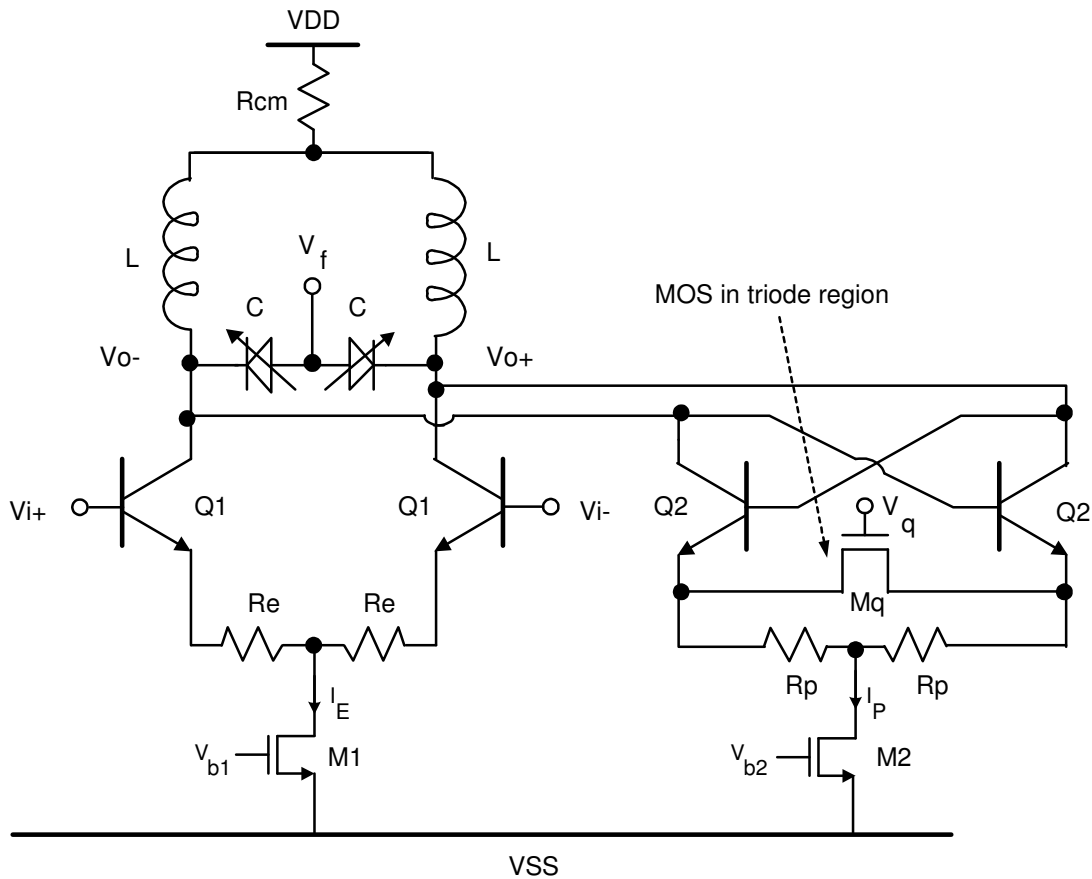 VDD
Rcm
L
L
V f
C
C
MOS in triode region
Vo-
Vo+
Vi+
Q1
Q1
Vi-
Q2
V q
Q2
Mq
Re
Re
Rp
Rp
I E
I P
V b1
M1
V b2
M2
VSS